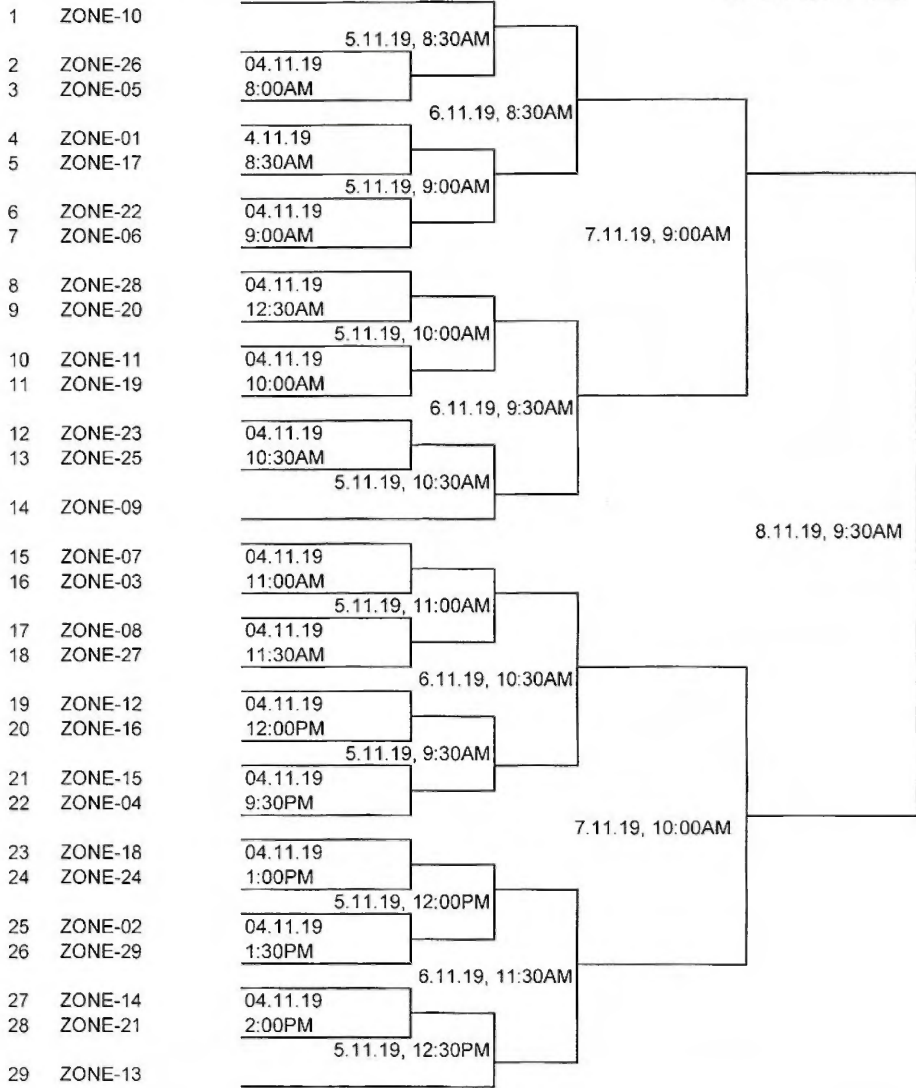 1 ZONE-10
5.11.19, 8:30AM
2 ZONE-26 04.11.19
3 ZONE-05 8:00AM
6.11.19, 8:30AM
4 ZONE-01 4.11.19
5 ZONE-17 8:30AM
5.11.19, 9:00AM
6 ZONE-22 04.11.19
7 ZONE-06 9:00AM
7.11.19, 9:00AM
8 ZONE-28 04.11.19
9 ZONE-20 12:30AM
5.11.19, 10:00AM
10 ZONE-11 04.11.19
11 ZONE-19 10:00AM
6.11.19, 9:30AM
12 ZONE-23 04.11.19
13 ZONE-25 10:30AM
5.11.19, 10:30AM
14 ZONE-09
8.11.19, 9:30AM
15 ZONE-07 04.11.19
16 ZONE-03 11:00AM
5.11.19, 11:00AM
17 ZONE-08 04.11.19
18 ZONE-27 11:30AM
6.11.19, 10:30AM
19 ZONE-12 04.11.19
20 ZONE-16 12:00PM
5.11.19, 9:30AM
21 ZONE-15 04.11.19
22 ZONE-04 9:30PM
7.11.19, 10:00AM
23 ZONE-18 04.11.19
24 ZONE-24 1:00PM
5.11.19, 12:00PM
25 ZONE-02 04.11.19
26 ZONE-29 1:30PM
6.11.19, 11:30AM
27 ZONE-14 04.11.19
28 ZONE-21 2:00PM
5.11.19, 12:30PM
29 ZONE-13